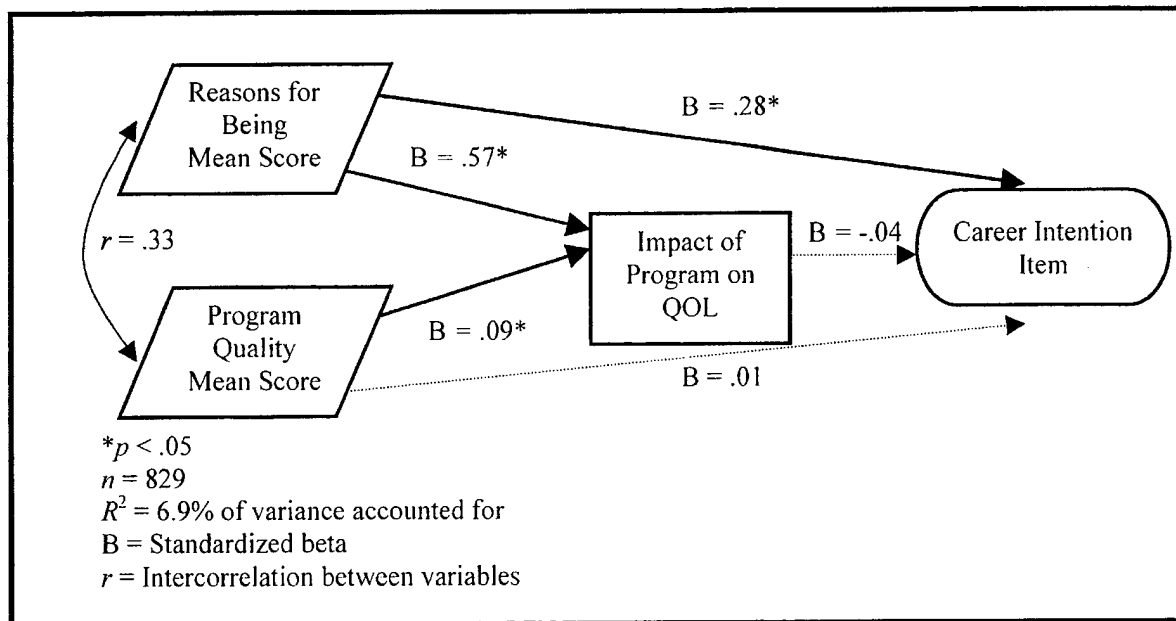 Reasons for
Being
Mean Score
B = .28*
B = .57*
r = .33
Impact of
Program on
QOL
B = -.04
Career Intention
Item
Program
Quality
Mean Score
B = .09*
B = .01
*p < .05
n = 829
R² = 6.9% of variance accounted for
B = Standardized beta
r = Intercorrelation between variables